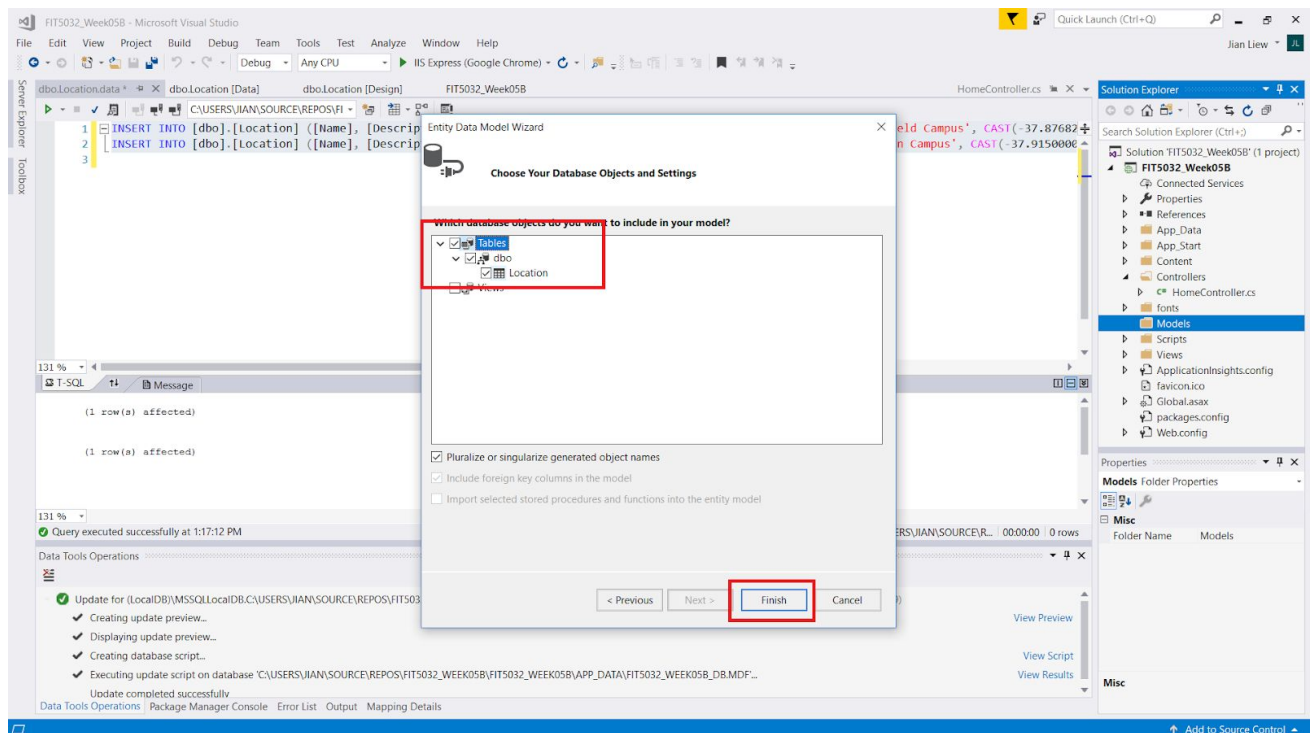 FIT5032_Week05B - Microsoft Visual Studio
Quick Launch (Ctrl+Q)
File Edit View Project Build Debug Team Tools Test Analyze Window Help
Jian Liew JL
Debug Any CPU IIS Express (Google Chrome)
Server Explorer
Toolbox
dbo.Location.data* dbo.Location [Data] dbo.Location [Design] FIT5032_Week05B HomeController.cs
C:\USERS\JIAN\SOURCE\REPOS\FI
1 INSERT INTO [dbo].[Location] ([Name], [Descrip eld Campus', CAST(-37.87682
2 INSERT INTO [dbo].[Location] ([Name], [Descrip n Campus', CAST(-37.9150000
3
131 %
T-SQL Message
(1 row(s) affected)
(1 row(s) affected)
131 %
Query executed successfully at 1:17:12 PM
ERS\JIAN\SOURCE\R... 00:00:00 0 rows
Entity Data Model Wizard
Choose Your Database Objects and Settings
Which database objects do you want to include in your model?
Tables
dbo
Location
Views
Pluralize or singularize generated object names
Include foreign key columns in the model
Import selected stored procedures and functions into the entity model
< Previous Next > Finish Cancel
Data Tools Operations
Update for (LocalDB)\MSSQLLocalDB.C:\USERS\JIAN\SOURCE\REPOS\FIT503
Creating update preview... View Preview
Displaying update preview...
Creating database script... View Script
Executing update script on database 'C:\USERS\JIAN\SOURCE\REPOS\FIT5032_WEEK05B\FIT5032_WEEK05B\APP_DATA\FIT5032_WEEK05B_DB.MDF'... View Results
Update completed successfully
Data Tools Operations Package Manager Console Error List Output Mapping Details
Solution Explorer
Search Solution Explorer (Ctrl+;)
Solution 'FIT5032_Week05B' (1 project)
FIT5032_Week05B
Connected Services
Properties
References
App_Data
App_Start
Content
Controllers
HomeController.cs
fonts
Models
Scripts
Views
ApplicationInsights.config
favicon.ico
Global.asax
packages.config
Web.config
Properties
Models Folder Properties
Misc
Folder Name Models
Misc
Add to Source Control